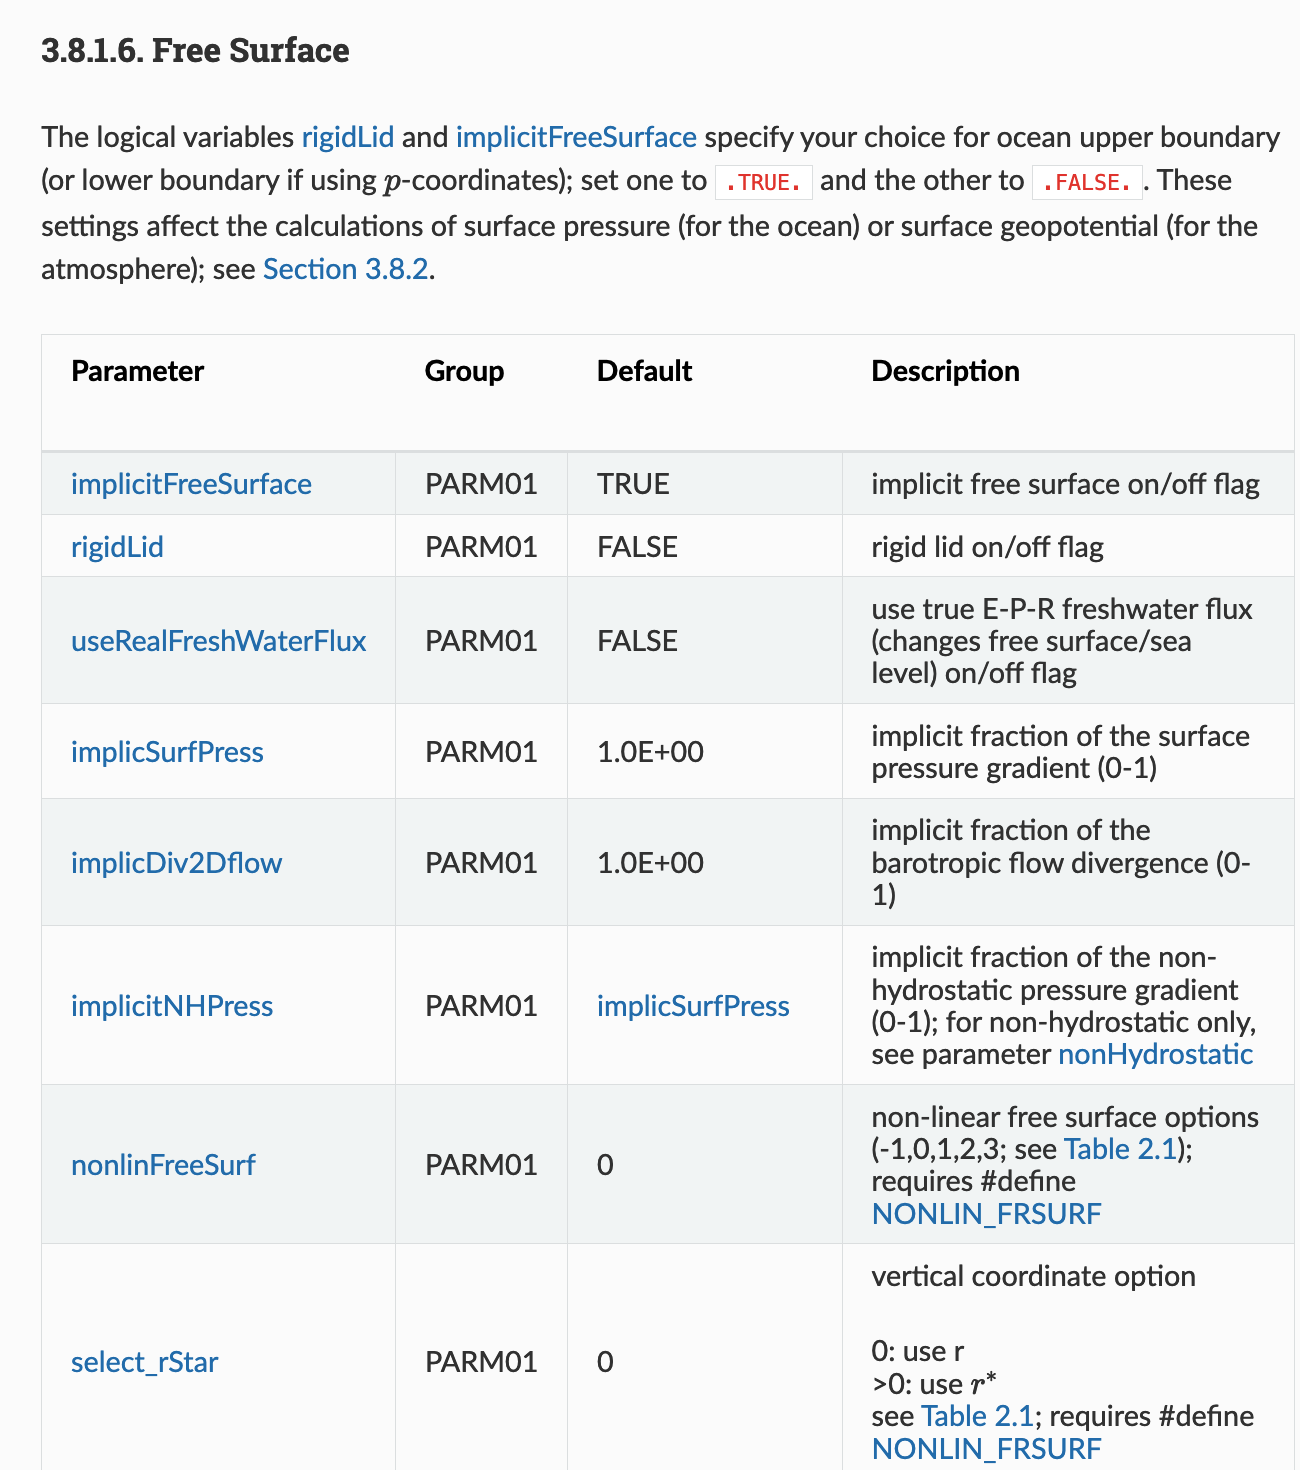 3.8.1.6. Free Surface
The logical variables rigidLid and implicitFreeSurface specify your choice for ocean upper boundary
(or lower boundary if using p-coordinates); set one to .TRUE. and the other to .FALSE. . These
settings affect the calculations of surface pressure (for the ocean) or surface geopotential (for the
atmosphere); see Section 3.8.2.
Parameter Group Default Description
implicitFreeSurface PARM01 TRUE implicit free surface on/off flag
rigidLid PARM01 FALSE rigid lid on/off flag
useRealFreshWaterFlux PARM01 FALSE use true E-P-R freshwater flux
(changes free surface/sea
level) on/off flag
implicSurfPress PARM01 1.0E+00 implicit fraction of the surface
pressure gradient (0-1)
implicDiv2Dflow PARM01 1.0E+00 implicit fraction of the
barotropic flow divergence (0-
1)
implicitNHPress PARM01 implicSurfPress implicit fraction of the non-
hydrostatic pressure gradient
(0-1); for non-hydrostatic only,
see parameter nonHydrostatic
nonlinFreeSurf PARM01 0 non-linear free surface options
(-1,0,1,2,3; see Table 2.1);
requires #define
NONLIN_FRSURF
select_rStar PARM01 0 vertical coordinate option
0: use r
>0: use r*
see Table 2.1; requires #define
NONLIN_FRSURF